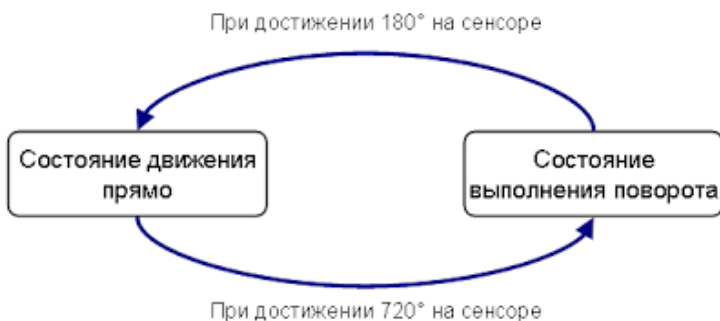 При достижении 180° на сенсоре
Состояние движения
прямо
Состояние
выполнения поворота
При достижении 720° на сенсоре